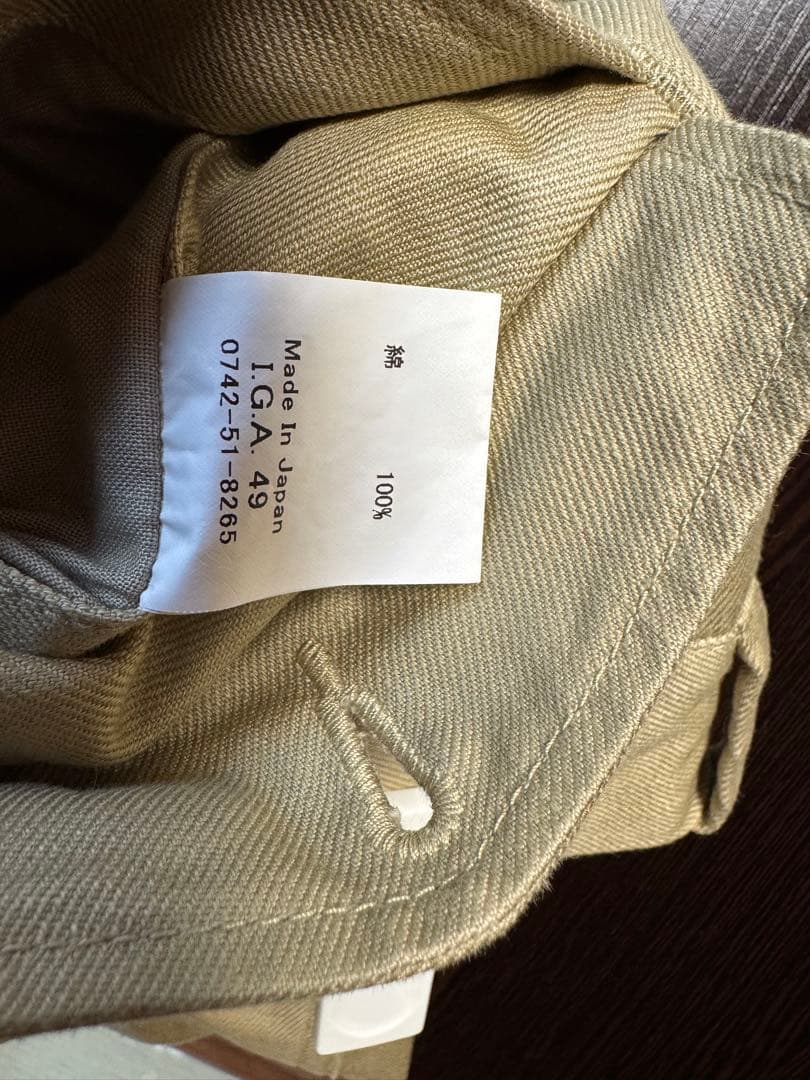 綿 100%
Made In Japan
I.G.A. 49
0742-51-8265